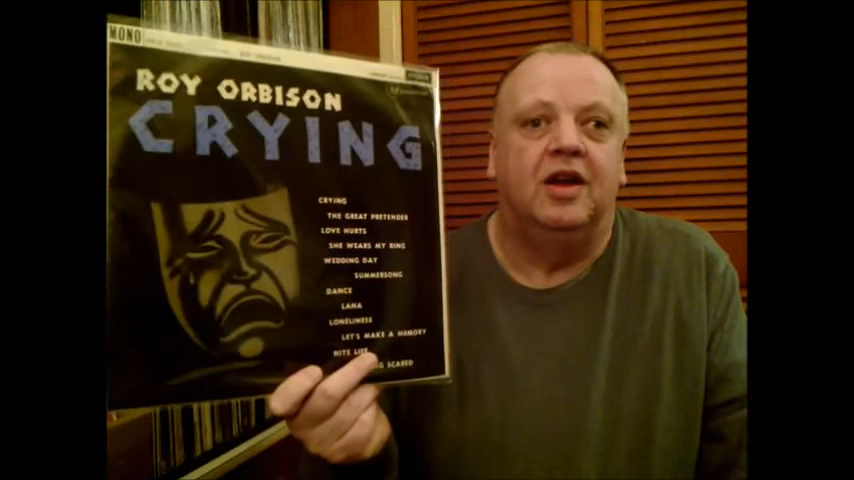 MONO
ROY ORBISON
CRYING
CRYING
THE GREAT PRETENDER
LOVE HURTS
SHE WEARS MY RING
WEDDING DAY
SUMMERSONG
DANCE
LANA
LONELINESS
LET'S MAKE A MEMORY
NITE LIFE
SCARED